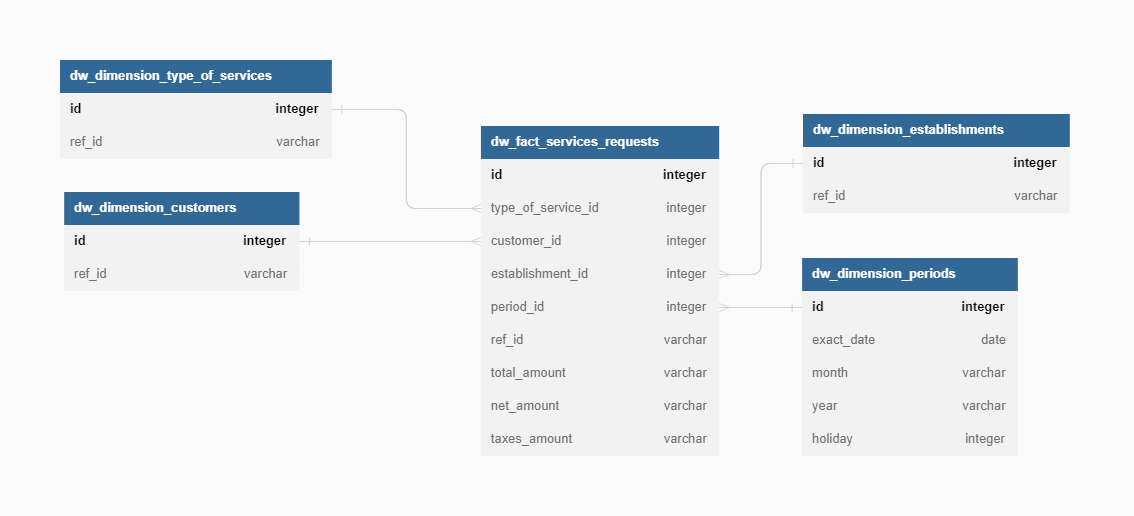 dw_dimension_type_of_services
id integer
ref_id varchar
dw_dimension_customers
id integer
ref_id varchar
dw_fact_services_requests
id integer
type_of_service_id integer
customer_id integer
establishment_id integer
period_id integer
ref_id varchar
total_amount varchar
net_amount varchar
taxes_amount varchar
dw_dimension_establishments
id integer
ref_id varchar
dw_dimension_periods
id integer
exact_date date
month varchar
year varchar
holiday integer